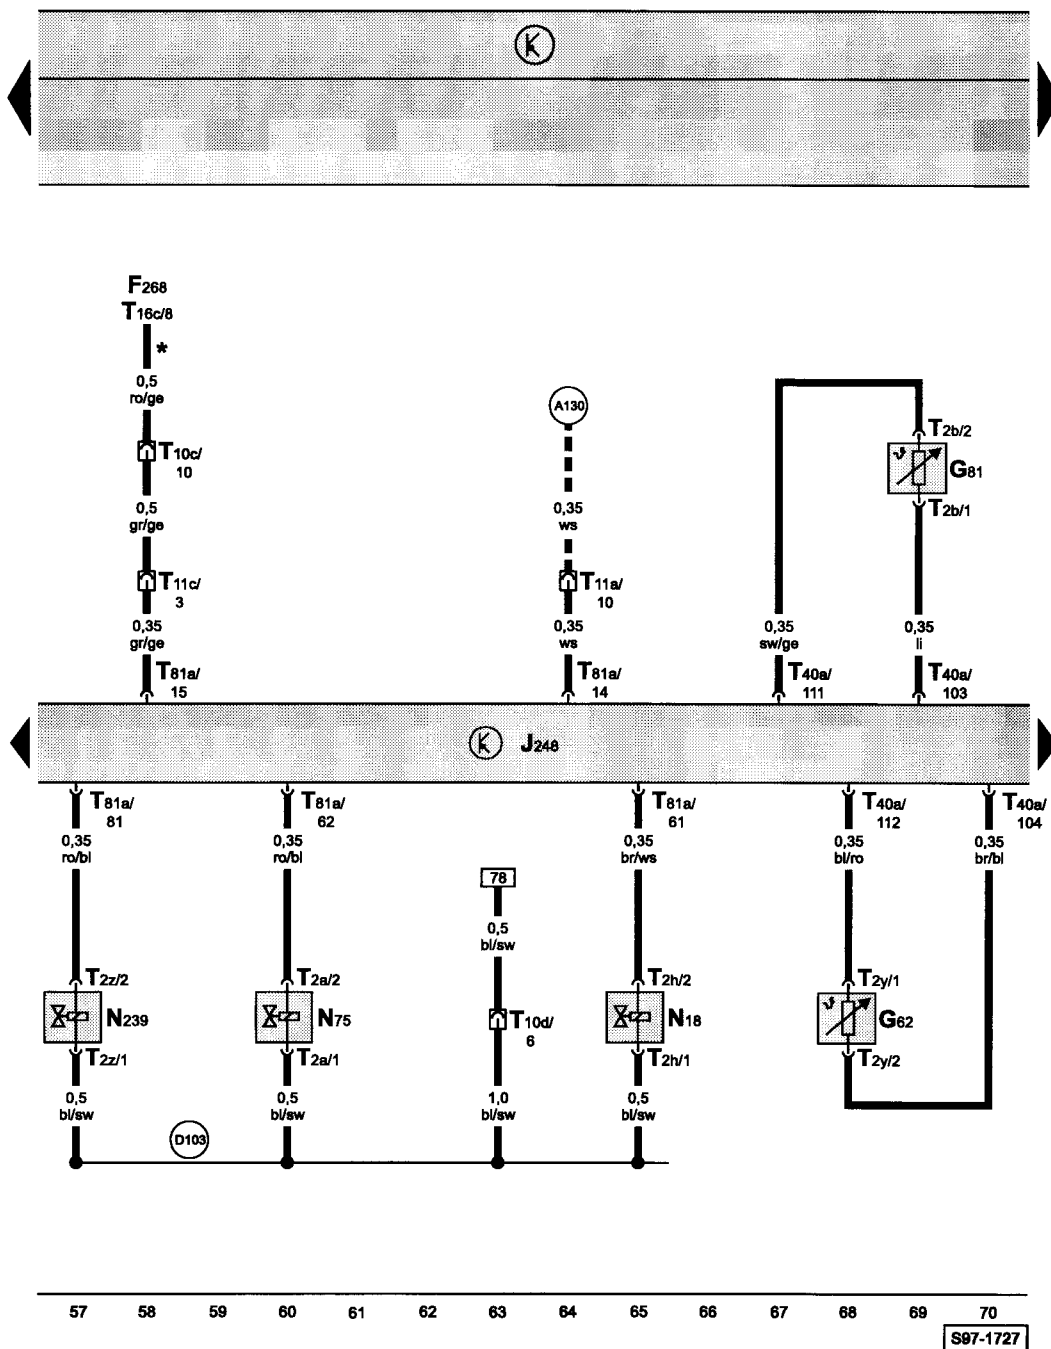 K
F268
T16c/8
*
0,5
ro/ge
T10c/
10
0,5
gr/ge
T11c/
3
0,35
gr/ge
T81a/
15
A130
0,35
ws
T11a/
10
0,35
ws
T81a/
14
T2b/2
G81
T2b/1
0,35
sw/ge
T40a/
111
0,35
li
T40a/
103
K J248
T81a/
81
0,35
ro/bl
T2z/2
N239
T2z/1
0,5
bl/sw
T81a/
62
0,35
ro/bl
T2a/2
N75
T2a/1
0,5
bl/sw
D103
78
0,5
bl/sw
T10d/
6
1,0
bl/sw
T81a/
61
0,35
br/ws
T2h/2
N18
T2h/1
0,5
bl/sw
T40a/
112
0,35
bl/ro
T2y/1
G62
T2y/2
T40a/
104
0,35
br/bl
57 58 59 60 61 62 63 64 65 66 67 68 69 70
S97-1727